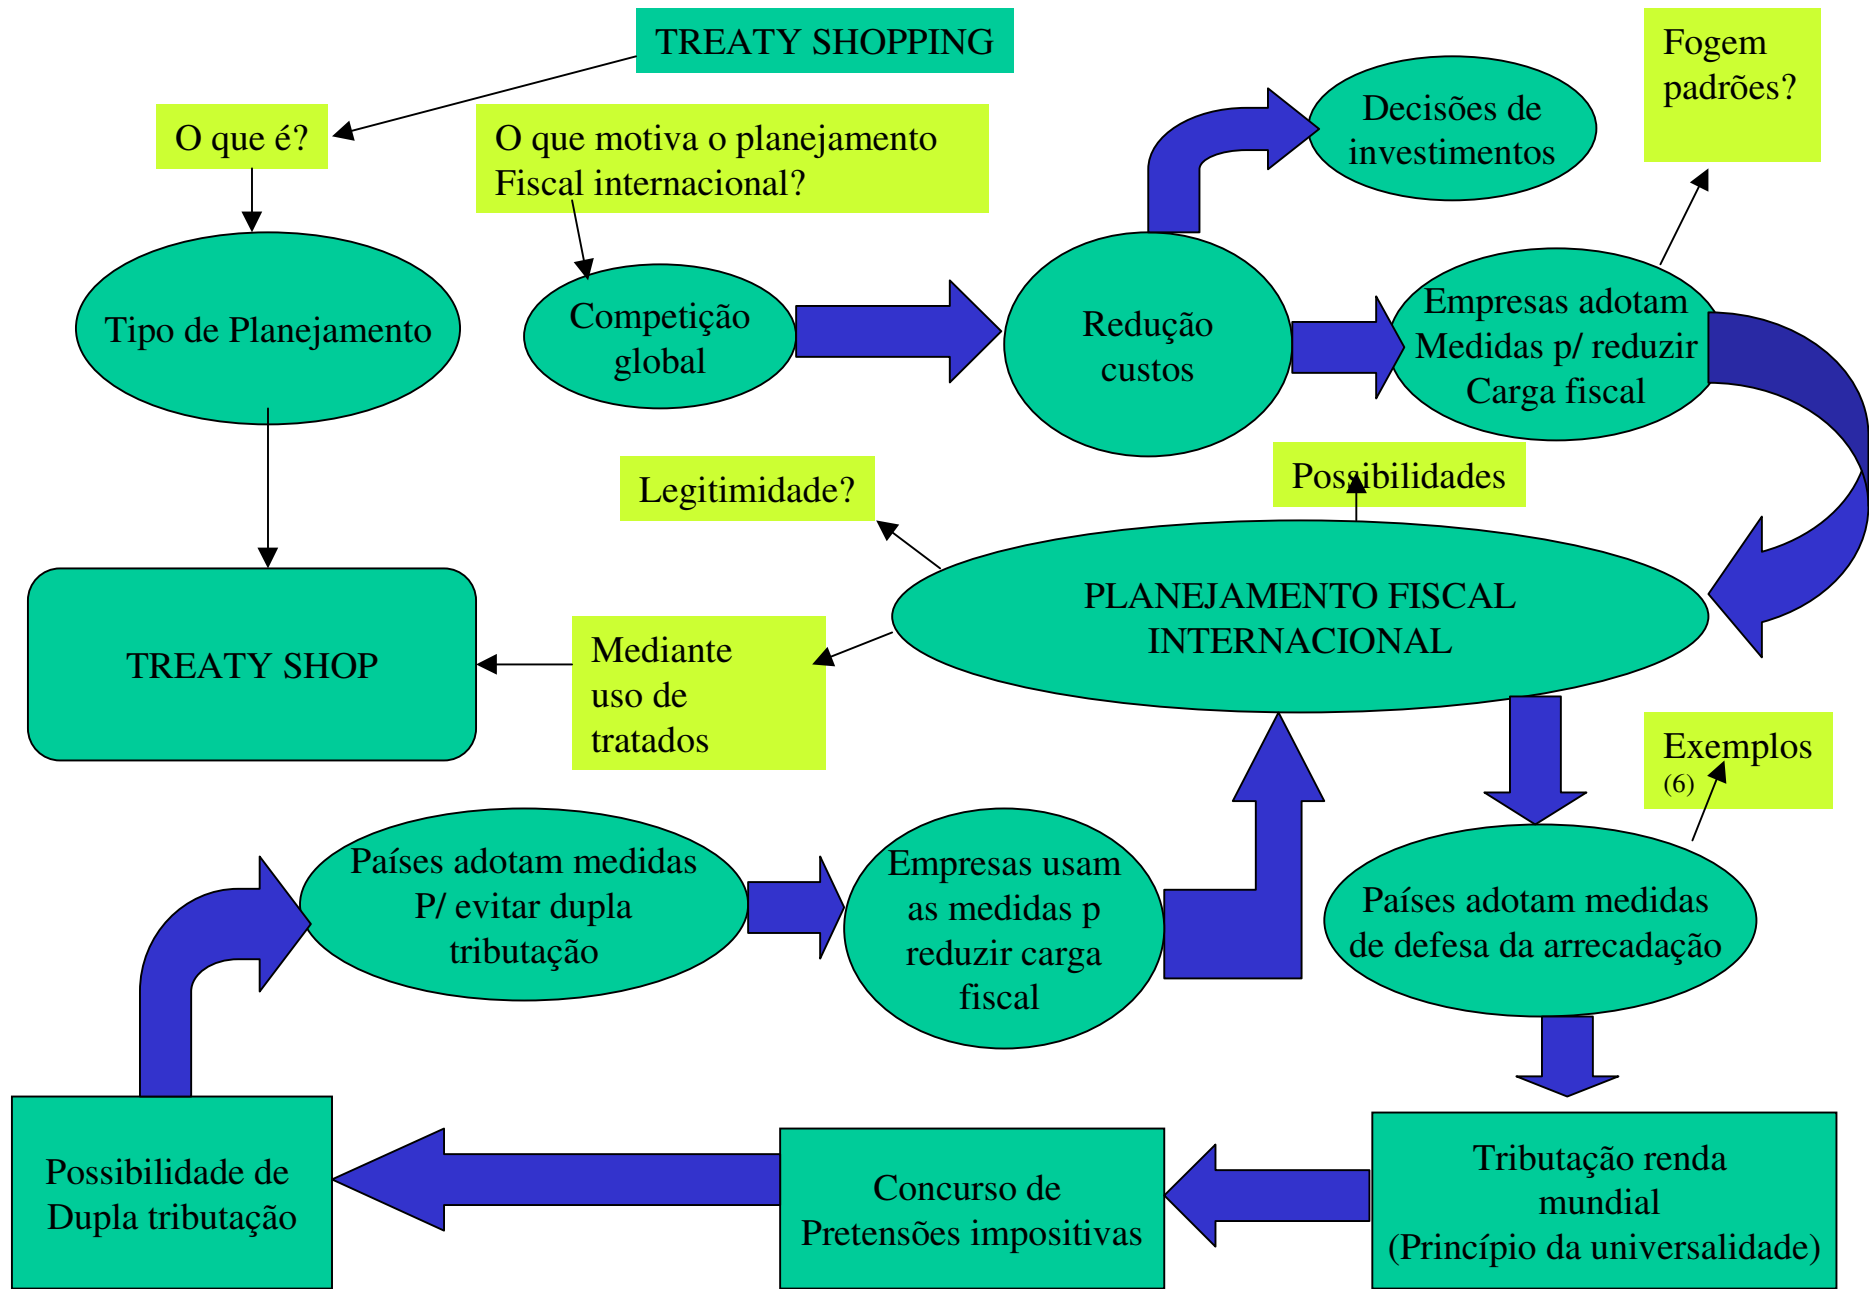 TREATY SHOPPING
Fogem
padrões?
O que é?
O que motiva o planejamento
Fiscal internacional?
Decisões de
investimentos
Tipo de Planejamento
Competição
global
Redução
custos
Empresas adotam
Medidas p/ reduzir
Carga fiscal
Legitimidade?
Possibilidades
PLANEJAMENTO FISCAL
INTERNACIONAL
TREATY SHOP
Mediante
uso de
tratados
Exemplos
(6)
Países adotam medidas
P/ evitar dupla
tributação
Empresas usam
as medidas p
reduzir carga
fiscal
Países adotam medidas
de defesa da arrecadação
Possibilidade de
Dupla tributação
Concurso de
Pretensões impositivas
Tributação renda
mundial
(Princípio da universalidade)